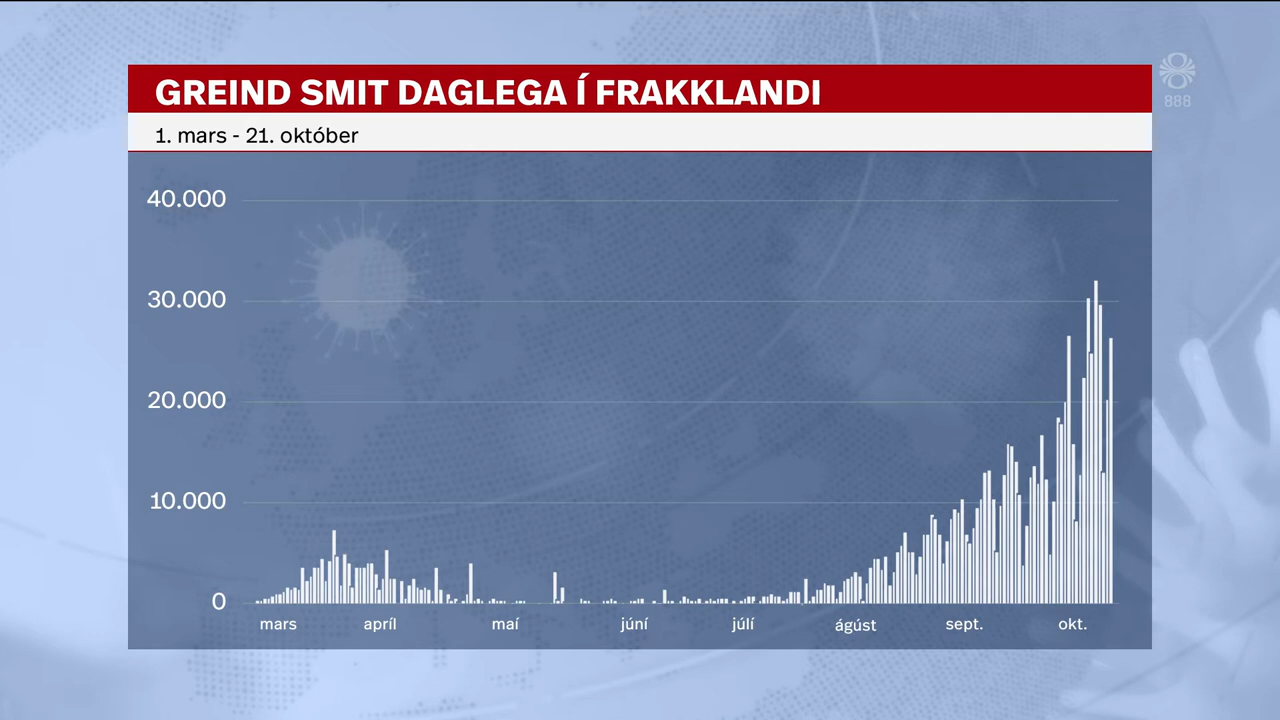 GREIND SMIT DAGLEGA Í FRAKKLANDI
888
1. mars - 21. október
40.000
30.000
20.000
10.000
0
mars apríl maí júní júlí ágúst sept. okt.